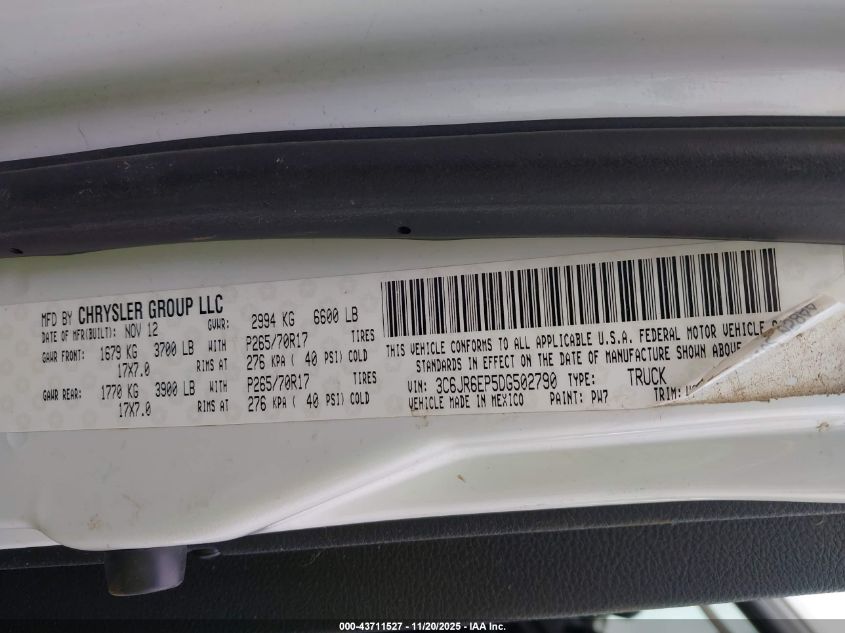 MFD BY CHRYSLER GROUP LLC
DATE OF MFR(BUILT): NOV 12 GVWR: 2994 KG 6600 LB
GAWR FRONT: 1679 KG 3700 LB WITH P265/70R17 TIRES
17X7.0 RIMS AT 276 KPA ( 40 PSI) COLD
GAWR REAR: 1770 KG 3900 LB WITH P265/70R17 TIRES
17X7.0 RIMS AT 276 KPA ( 40 PSI) COLD
THIS VEHICLE CONFORMS TO ALL APPLICABLE U.S.A. FEDERAL MOTOR VEHICLE
STANDARDS IN EFFECT ON THE DATE OF MANUFACTURE SHOWN ABOVE
VIN: 3C6JR6EP5DG502790 TYPE: TRUCK
VEHICLE MADE IN MEXICO PAINT: PW7 TRIM:
000-43711527 - 11/20/2025 - IAA Inc.